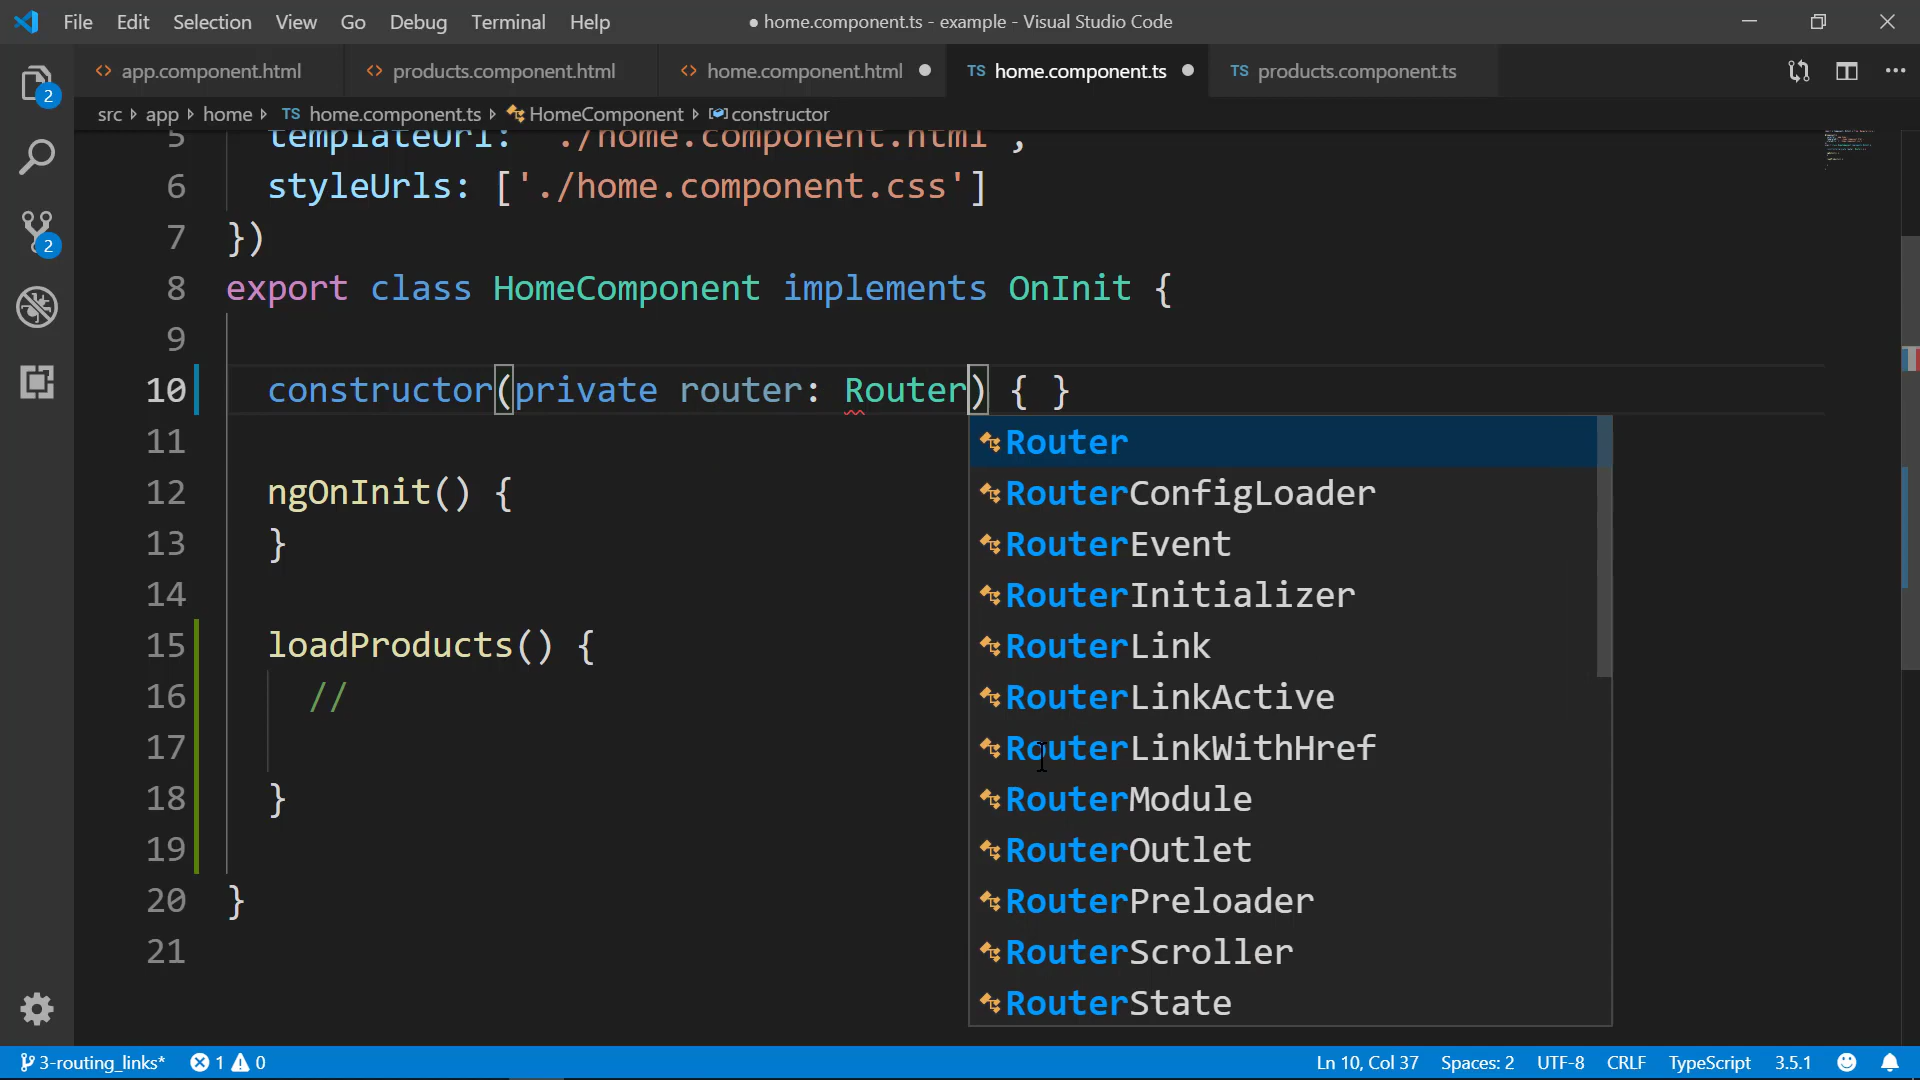 File Edit Selection View Go Debug Terminal Help
● home.component.ts - example - Visual Studio Code
app.component.html
products.component.html
home.component.html
TS home.component.ts
TS products.component.ts
src app home TS home.component.ts HomeComponent constructor
5 templateUrl: './home.component.html',
6 styleUrls: ['./home.component.css']
7 })
8 export class HomeComponent implements OnInit {
9
10 constructor(private router: Router) { }
11
12 ngOnInit() {
13 }
14
15 loadProducts() {
16 //
17
18 }
19
20 }
21
Router
RouterConfigLoader
RouterEvent
RouterInitializer
RouterLink
RouterLinkActive
RouterLinkWithHref
RouterModule
RouterOutlet
RouterPreloader
RouterScroller
RouterState
2
2
3-routing_links* 1 0 Ln 10, Col 37 Spaces: 2 UTF-8 CRLF TypeScript 3.5.1